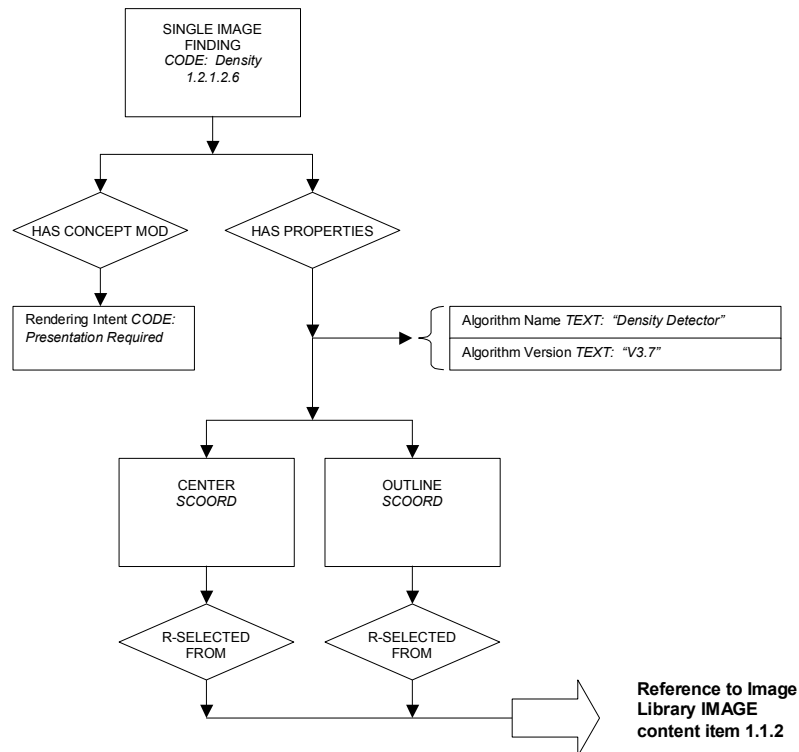 SINGLE IMAGE
FINDING
CODE: Density
1.2.1.2.6
HAS CONCEPT MOD
HAS PROPERTIES
Rendering Intent CODE:
Presentation Required
Algorithm Name TEXT: “Density Detector”
Algorithm Version TEXT: “V3.7”
CENTER
SCOORD
OUTLINE
SCOORD
R-SELECTED
FROM
R-SELECTED
FROM
Reference to Image
Library IMAGE
content item 1.1.2